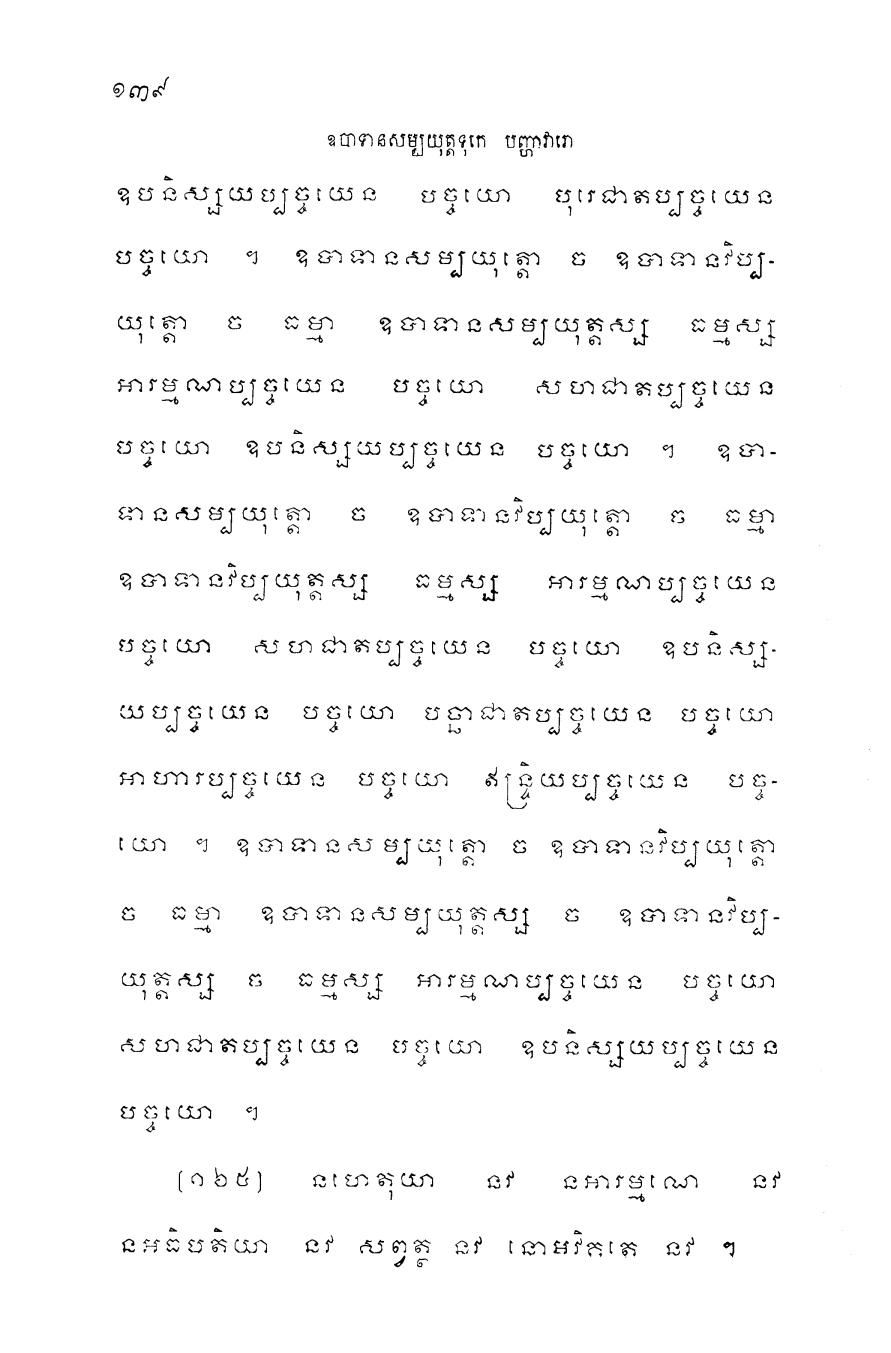 ១៣៩
ឧបាទានសម្បយុត្តទុកេ បញ្ហាវារោ
ឧបនិស្សយប្បច្ចយេន បច្ចយោ បុរេជាតប្បច្ចយេន
បច្ចយោ ។ ឧបាទានសម្បយុត្តោ ច ឧបាទានវិប្ប-
យុត្តោ ច ធម្មា ឧបាទានសម្បយុត្តស្ស ធម្មស្ស
អារម្មណប្បច្ចយេន បច្ចយោ សហជាតប្បច្ចយេន
បច្ចយោ ឧបនិស្សយប្បច្ចយេន បច្ចយោ ។ ឧបា-
ទានសម្បយុត្តោ ច ឧបាទានវិប្បយុត្តោ ច ធម្មា
ឧបាទានវិប្បយុត្តស្ស ធម្មស្ស អារម្មណប្បច្ចយេន
បច្ចយោ សហជាតប្បច្ចយេន បច្ចយោ ឧបនិស្ស-
យប្បច្ចយេន បច្ចយោ បច្ឆាជាតប្បច្ចយេន បច្ចយោ
អាហារប្បច្ចយេន បច្ចយោ ឥន្ទ្រិយប្បច្ចយេន បច្ច-
យោ ។ ឧបាទានសម្បយុត្តោ ច ឧបាទានវិប្បយុត្តោ
ច ធម្មា ឧបាទានសម្បយុត្តស្ស ច ឧបាទានវិប្ប-
យុត្តស្ស ច ធម្មស្ស អារម្មណប្បច្ចយេន បច្ចយោ
សហជាតប្បច្ចយេន បច្ចយោ ឧបនិស្សយប្បច្ចយេន
បច្ចយោ ។
[១៦៥] នហេតុយា នវ នអារម្មណេ នវ
នអធិបតិយា នវ សព្វត្ថ នវ នោអវិគតេ នវ ។